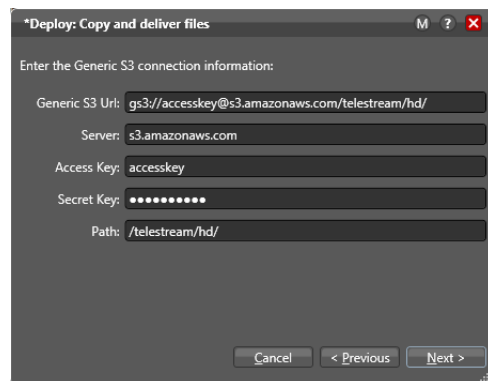 *Deploy: Copy and deliver files M ? X
Enter the Generic S3 connection information:
Generic S3 Url: gs3://accesskey@s3.amazonaws.com/telestream/hd/
Server: s3.amazonaws.com
Access Key: accesskey
Secret Key: ●●●●●●●●●●
Path: /telestream/hd/
Cancel < Previous Next >